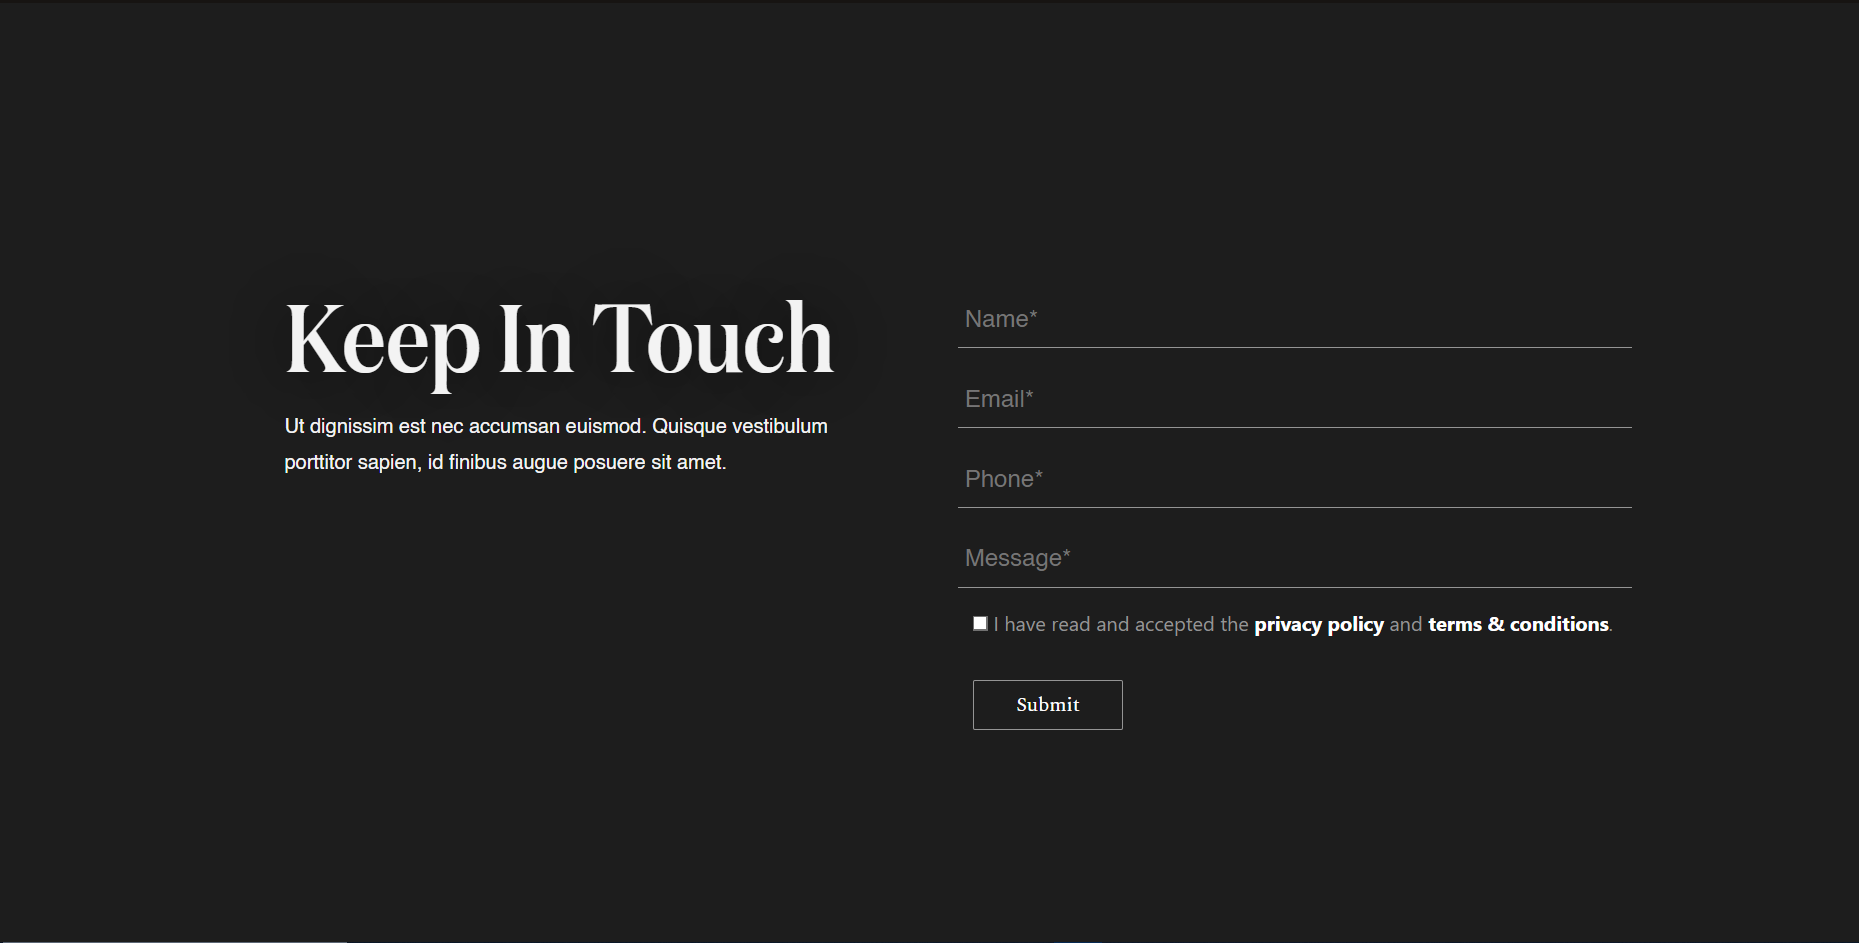 Keep In Touch
Ut dignissim est nec accumsan euismod. Quisque vestibulum
porttitor sapien, id finibus augue posuere sit amet.
Name*
Email*
Phone*
Message*
I have read and accepted the privacy policy and terms & conditions.
Submit